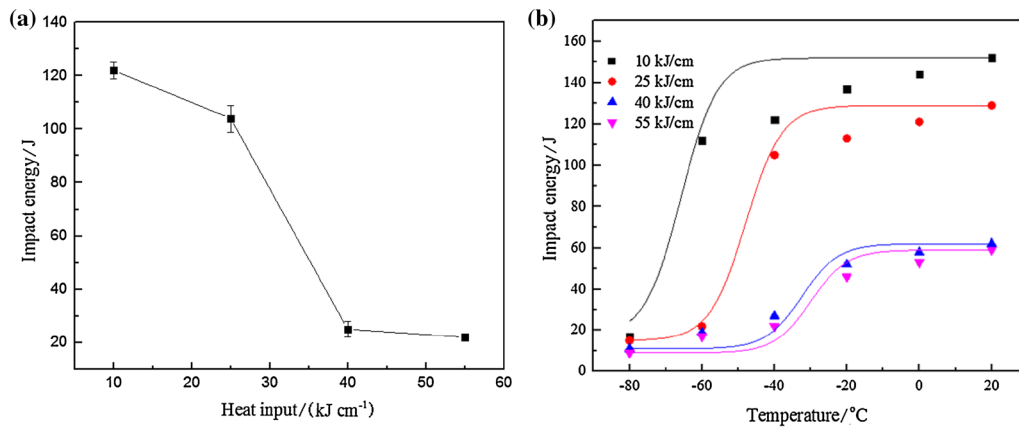 (a)
140
120
100
80
60
40
20
Impact energy/J
10 20 30 40 50 60
Heat input/(kJ cm⁻¹)
(b)
160
140
120
100
80
60
40
20
0
Impact energy/J
10 kJ/cm
25 kJ/cm
40 kJ/cm
55 kJ/cm
-80 -60 -40 -20 0 20
Temperature/°C